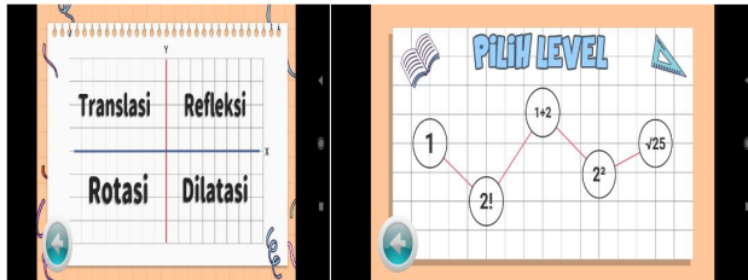 Y
Translasi Refleksi
X
Rotasi Dilatasi
PILIH LEVEL
1+2
1
√25
2²
2!